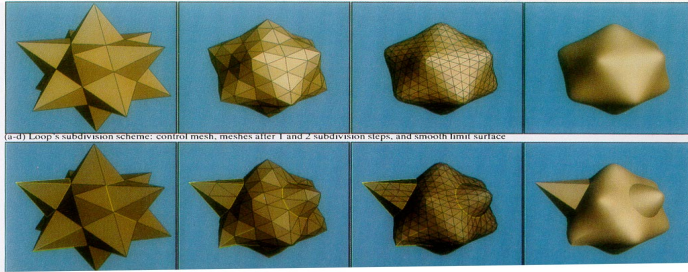 (a-d) Loop's subdivision scheme: control mesh, meshes after 1 and 2 subdivision steps, and smooth limit surface